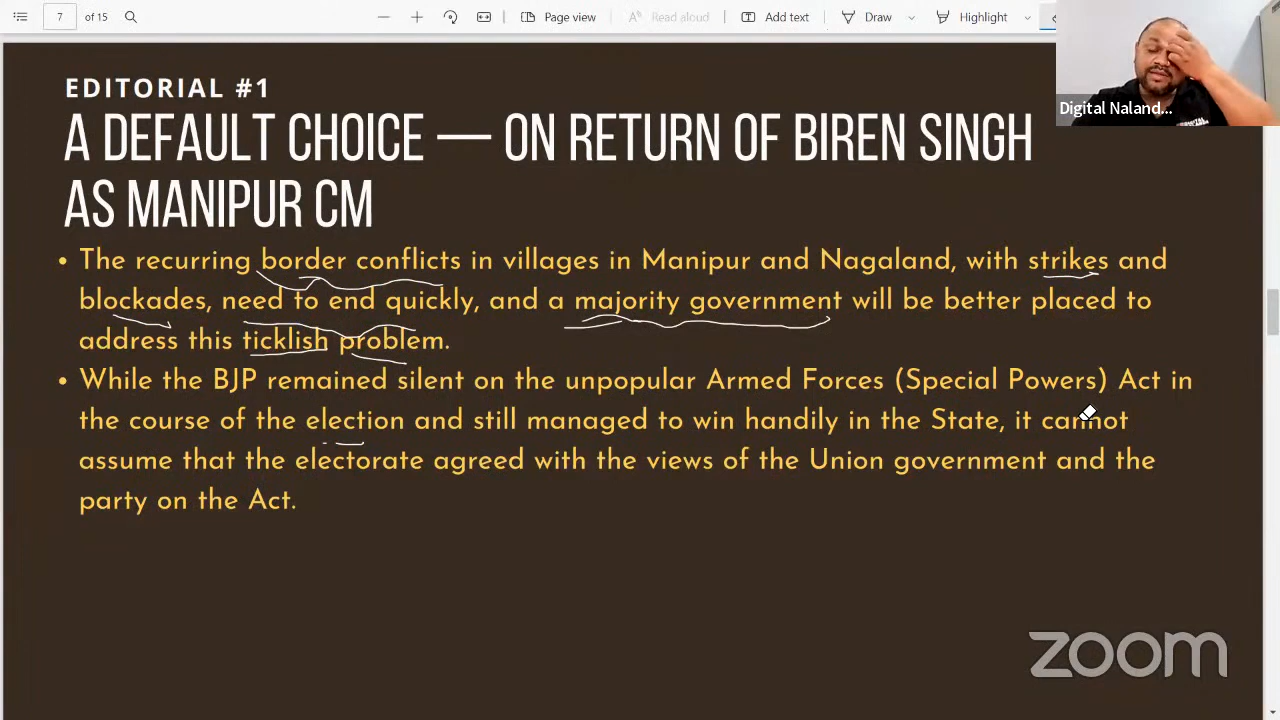 7 of 15
Page view
Read aloud
Add text
Draw
Highlight
Digital Naland...
EDITORIAL #1
A DEFAULT CHOICE — ON RETURN OF BIREN SINGH
AS MANIPUR CM
• The recurring border conflicts in villages in Manipur and Nagaland, with strikes and
blockades, need to end quickly, and a majority government will be better placed to
address this ticklish problem.
• While the BJP remained silent on the unpopular Armed Forces (Special Powers) Act in
the course of the election and still managed to win handily in the State, it cannot
assume that the electorate agreed with the views of the Union government and the
party on the Act.
zoom